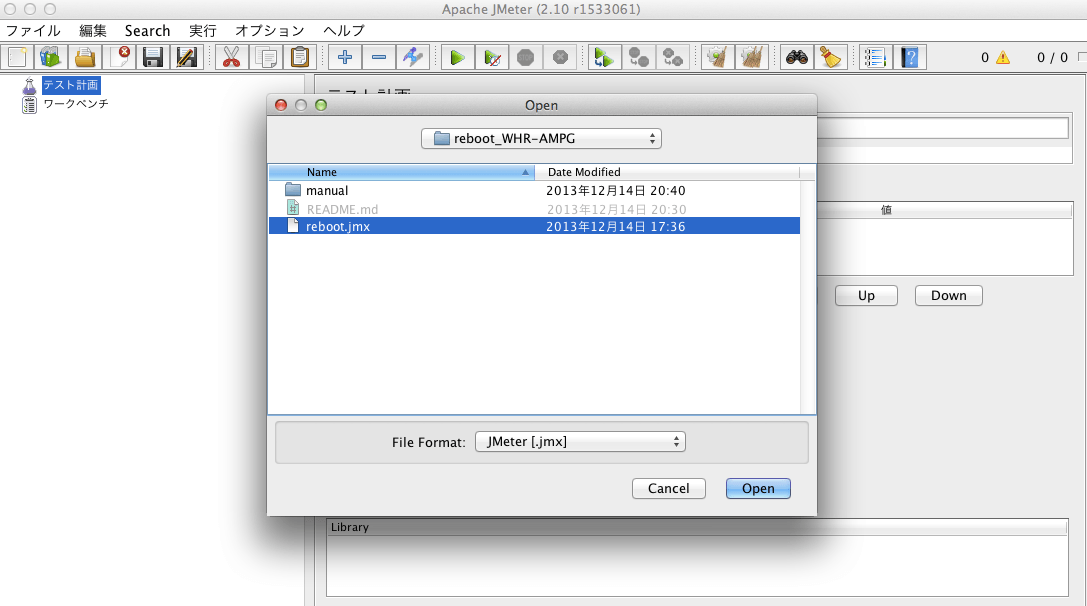 Apache JMeter (2.10 r1533061)
ファイル 編集 Search 実行 オプション ヘルプ
0 0 / 0
テスト計画
ワークベンチ
テスト計画
Open
reboot_WHR-AMPG
Name Date Modified
manual 2013年12月14日 20:40
README.md 2013年12月14日 20:30
reboot.jmx 2013年12月14日 17:36
値
Up Down
File Format: JMeter [.jmx]
Cancel Open
Library